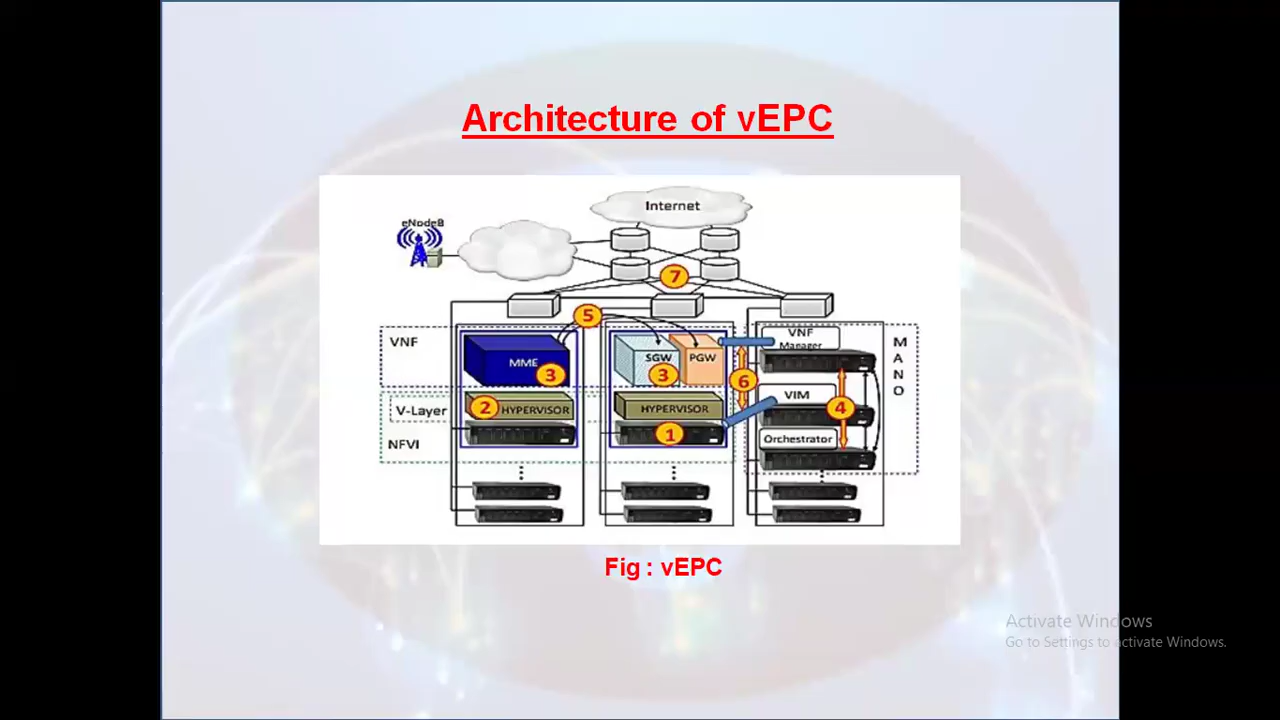 Architecture of vEPC
Internet
eNodeB
7
5
VNF
MME
3
SGW
3
PGW
6
VNF
Manager
M
A
N
O
V-Layer
2
HYPERVISOR
HYPERVISOR
VIM
4
NFVI
1
Orchestrator
Fig : vEPC
Activate Windows
Go to Settings to activate Windows.